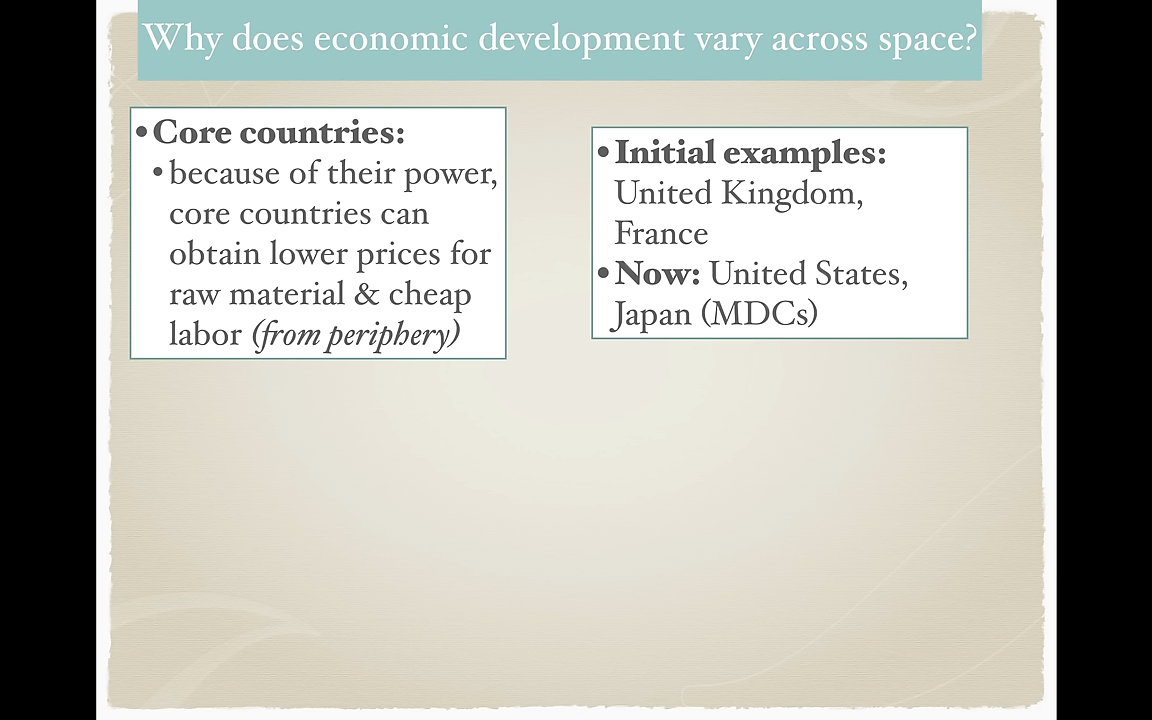 Why does economic development vary across space?
•Core countries:
•because of their power,
core countries can
obtain lower prices for
raw material & cheap
labor (from periphery)
•Initial examples:
United Kingdom,
France
•Now: United States,
Japan (MDCs)